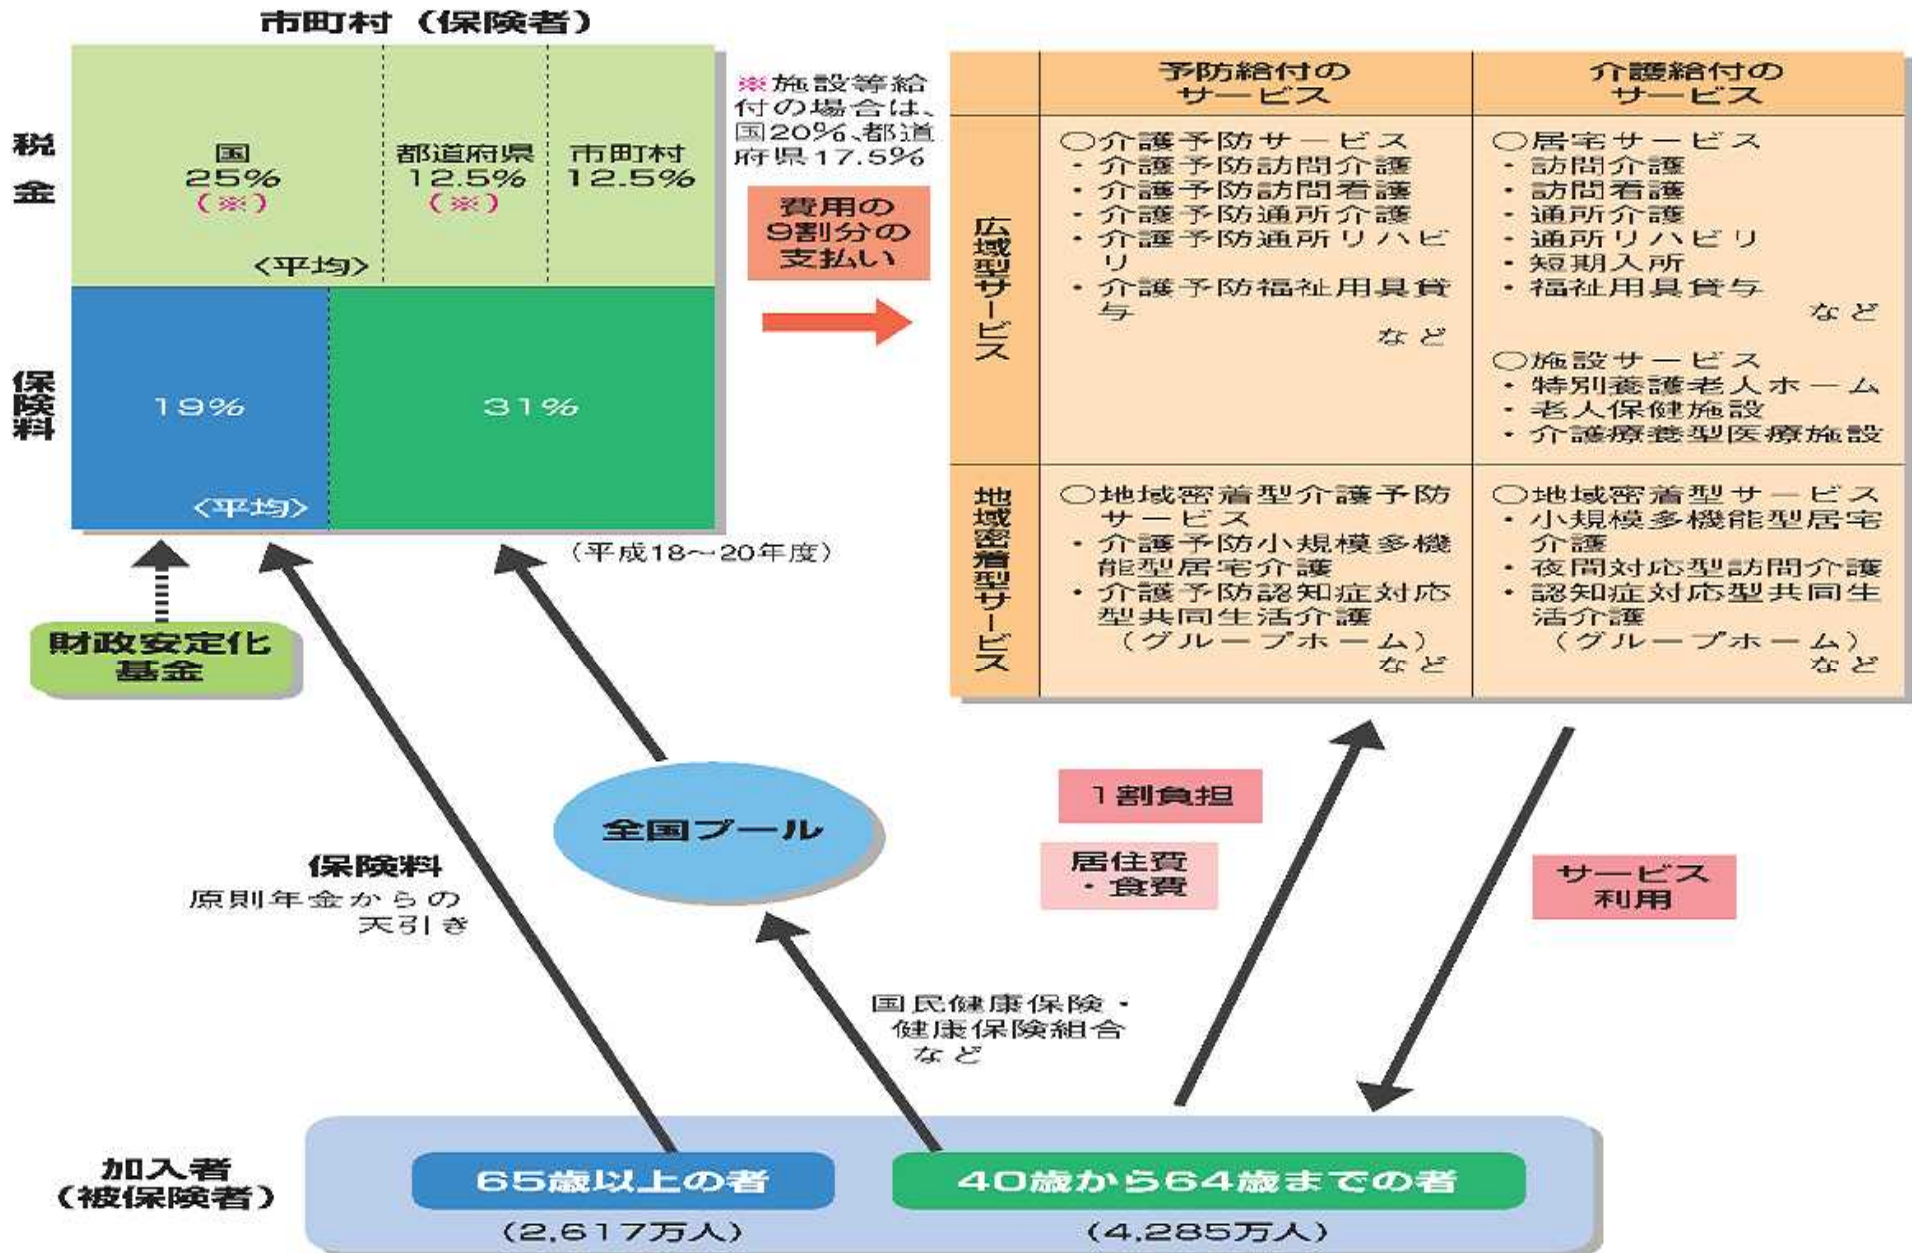 市町村（保険者）
税金
国
25%
（※）
都道府県
12.5%
（※）
市町村
12.5%
〈平均〉
保険料
19%
31%
〈平均〉
（平成18～20年度）
※施設等給
付の場合は、
国20%、都道
府県17.5%
費用の
9割分の
支払い
予防給付の
サービス
介護給付の
サービス
広域型サービス
○介護予防サービス
・介護予防訪問介護
・介護予防訪問看護
・介護予防通所介護
・介護予防通所リハビ
リ
・介護予防福祉用具貸
与
など
○居宅サービス
・訪問介護
・訪問看護
・通所介護
・通所リハビリ
・短期入所
・福祉用具貸与
など
○施設サービス
・特別養護老人ホーム
・老人保健施設
・介護療養型医療施設
地域密着型サービス
○地域密着型介護予防
サービス
・介護予防小規模多機
能型居宅介護
・介護予防認知症対応
型共同生活介護
（グループホーム）
など
○地域密着型サービス
・小規模多機能型居宅
介護
・夜間対応型訪問介護
・認知症対応型共同生
活介護
（グループホーム）
など
財政安定化
基金
全国プール
保険料
原則年金からの
天引き
国民健康保険・
健康保険組合
など
1割負担
居住費
・食費
サービス
利用
加入者
（被保険者）
65歳以上の者
（2,617万人）
40歳から64歳までの者
（4,285万人）